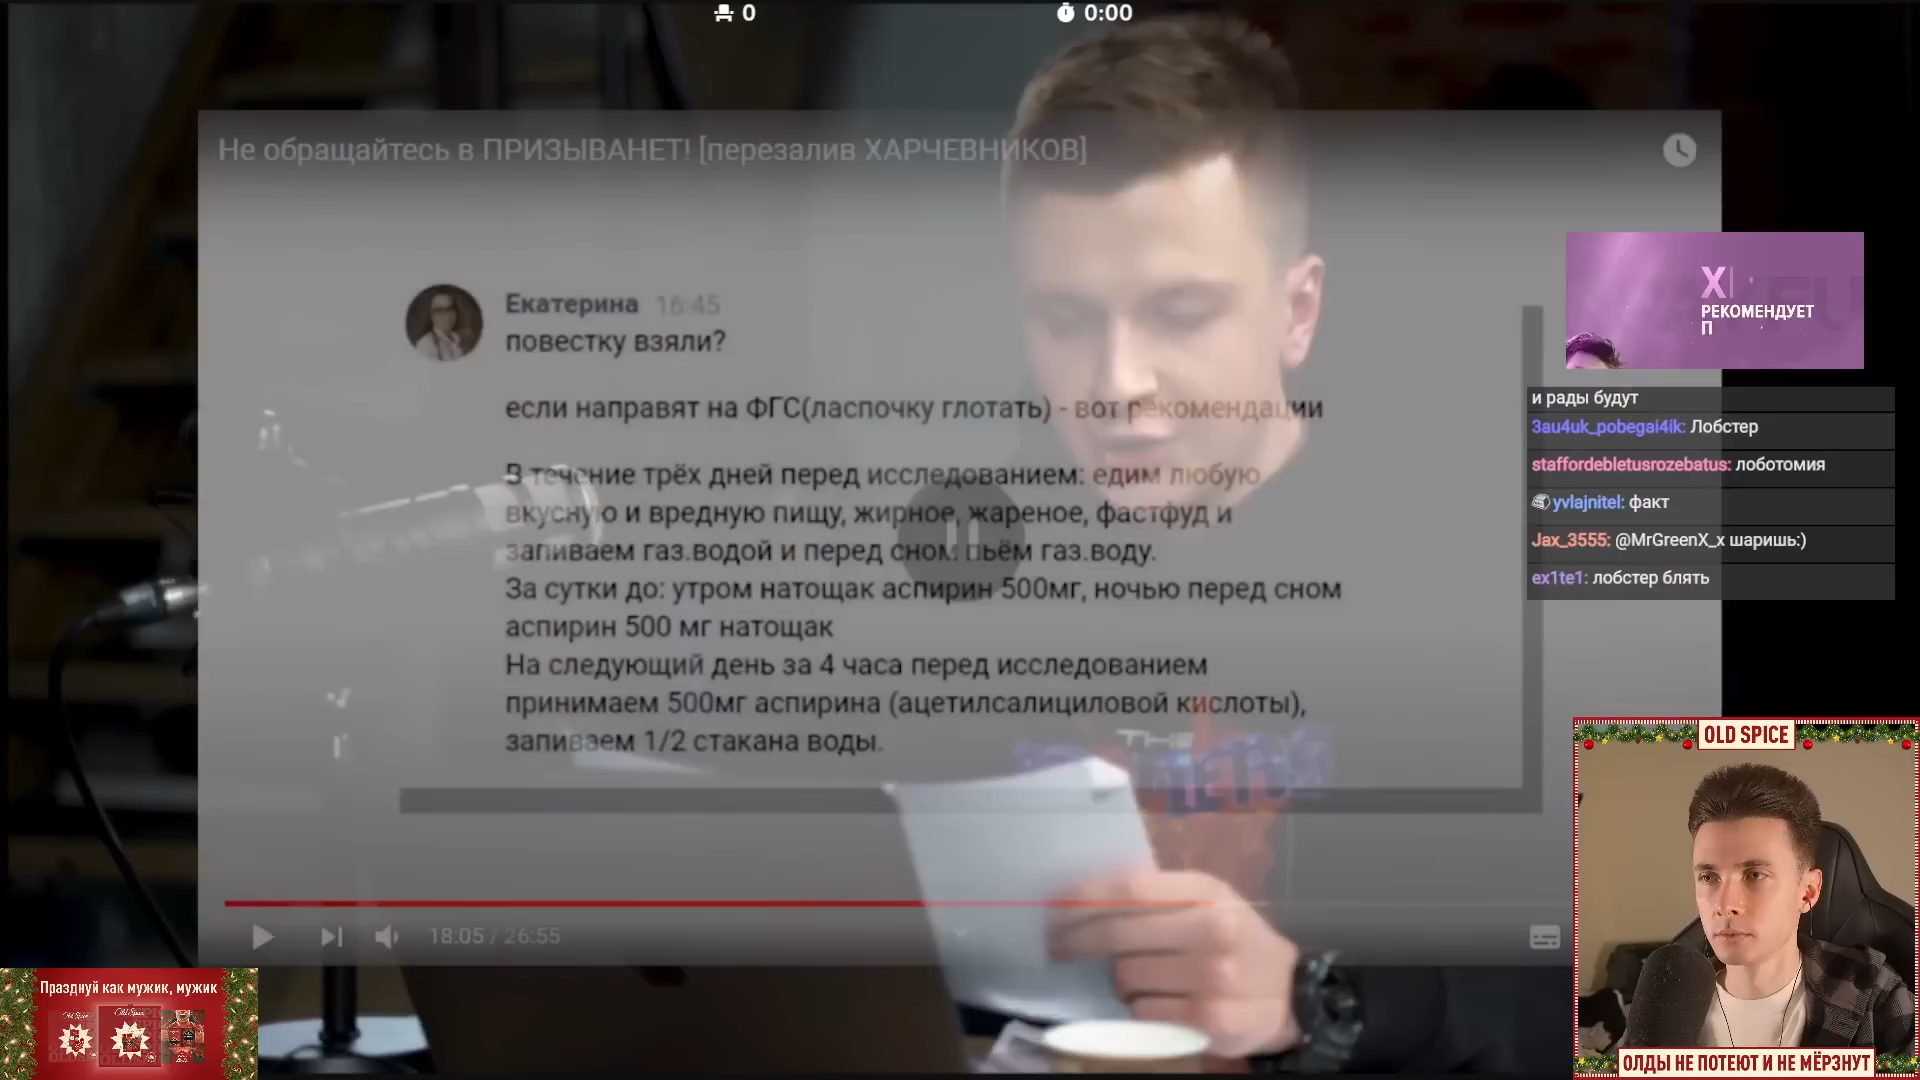 0
0:00
Не обращайтесь в ПРИЗЫВАНЕТ! [перезалив ХАРЧЕВНИКОВ]
Екатерина 16:45
повестку взяли?
если направят на ФГС(ласпочку глотать) - вот рекомендации
В течение трёх дней перед исследованием: едим любую
вкусную и вредную пищу, жирное, жареное, фастфуд и
запиваем газ.водой и перед сном пьём газ.воду.
За сутки до: утром натощак аспирин 500мг, ночью перед сном
аспирин 500 мг натощак
На следующий день за 4 часа перед исследованием
принимаем 500мг аспирина (ацетилсалициловой кислоты),
запиваем 1/2 стакана воды.
THE
18:05 / 26:55
X
РЕКОМЕНДУЕТ
П
и рады будут
3au4uk_pobegai4ik: Лобстер
staffordebletusrozebatus: лоботомия
yvlajnitel: факт
Jax_3555: @MrGreenX_x шаришь:)
ex1te1: лобстер блять
OLD SPICE
ОЛДЫ НЕ ПОТЕЮТ И НЕ МЁРЗНУТ
Празднуй как мужик, мужик
Old Spice
Old Spice